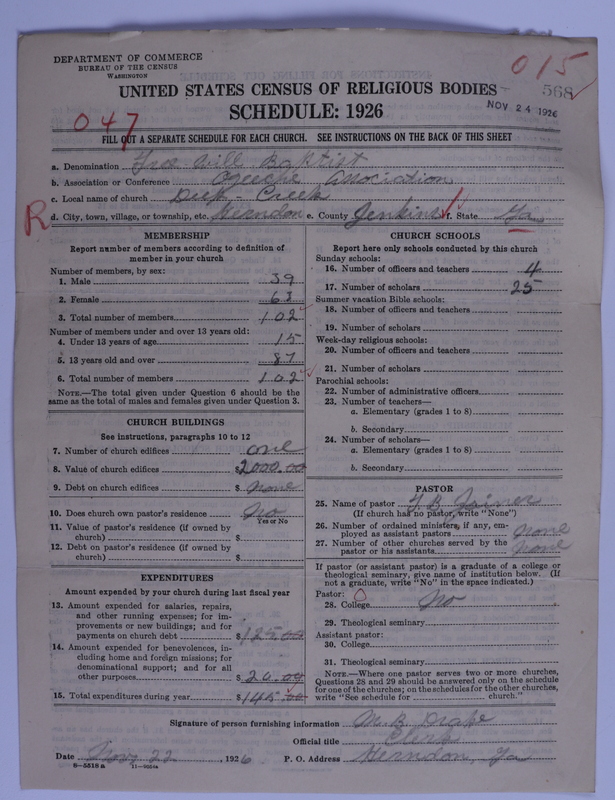 DEPARTMENT OF COMMERCE
BUREAU OF THE CENSUS
WASHINGTON
015
568
NOV 24 1926
UNITED STATES CENSUS OF RELIGIOUS BODIES
SCHEDULE: 1926
047
FILL OUT A SEPARATE SCHEDULE FOR EACH CHURCH. SEE INSTRUCTIONS ON THE BACK OF THIS SHEET
a. Denomination Free Will Baptist
b. Association or Conference Ogeeche Association
c. Local name of church Deep-Creek
R
d. City, town, village, or township, etc. Herndon e. County Jenkins f. State Ga
MEMBERSHIP
Report number of members according to definition of
member in your church
Number of members, by sex:
1. Male 39
2. Female 63
3. Total number of members 102
Number of members under and over 13 years old:
4. Under 13 years of age 15
5. 13 years old and over 87
6. Total number of members 102
NOTE.—The total given under Question 6 should be
same as the total of males and females given under Question 3.
CHURCH BUILDINGS
See instructions, paragraphs 10 to 12
7. Number of church edifices one
8. Value of church edifices $2000.00
9. Debt on church edifices $ none
10. Does church own pastor's residence? No
Yes or No
11. Value of pastor's residence (if owned by
church) $
12. Debt on pastor's residence (if owned by
church) $
EXPENDITURES
Amount expended by your church during last fiscal year
13. Amount expended for salaries, repairs,
and other running expenses; for im-
provements or new buildings; and for
payments on church debt $125.00
14. Amount expended for benevolences, in-
cluding home and foreign missions; for
denominational support; and for all
other purposes $20.00
15. Total expenditures during year $145.00
CHURCH SCHOOLS
Report here only schools conducted by this church
Sunday schools:
16. Number of officers and teachers 4
17. Number of scholars 25
Summer vacation Bible schools:
18. Number of officers and teachers
19. Number of scholars
Week-day religious schools:
20. Number of officers and teachers
21. Number of scholars
Parochial schools:
22. Number of administrative officers
23. Number of teachers—
a. Elementary (grades 1 to 8)
b. Secondary
24. Number of scholars—
a. Elementary (grades 1 to 8)
b. Secondary
PASTOR
25. Name of pastor B. Joiner
(If church has no pastor, write "None")
26. Number of ordained ministers, if any, em-
ployed as assistant pastors none
27. Number of other churches served by the
pastor or his assistants none
If pastor (or assistant pastor) is a graduate of a college or
theological seminary, give name of institution below. (If
not a graduate, write "No" in the space indicated.)
Pastor:
28. College No
29. Theological seminary
Assistant pastor:
30. College
31. Theological seminary
NOTE.—Where one pastor serves two or more churches,
Questions 28 and 29 should be answered only on the schedule
for one of the churches; on the schedules for the other churches,
write "See schedule for church."
Signature of person furnishing information M. B. Drake
Official title Clerk
Date Nov, 22, 1926 P. O. Address Herndon, Ga
8-5518 a